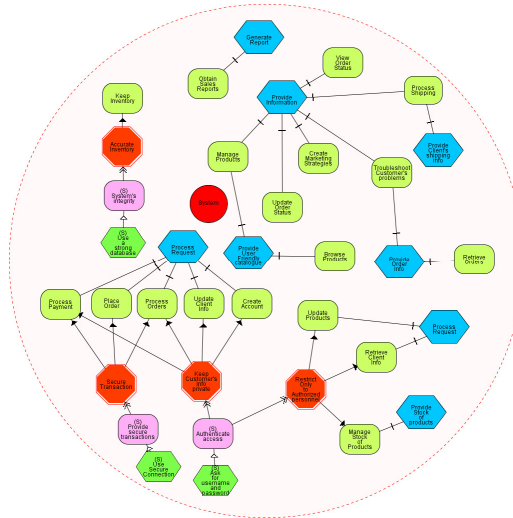 Generate
Report
View
Order
Status
Obtain
Sales
Reports
Process
Shipping
Keep
Inventory
Provide
Information
Accurate
Inventory
Manage
Products
Create
Marketing
Strategies
Provide
Client's
shipping
info
Troubleshoot
Customer's
problems
(S)
System's
integrity
System
Update
Order
Status
(S)
Use
a
strong
database
Process
Request
Provide
User
Friendly
catalogue
Browse
Products
Provide
Order
Info
Retrieve
Orders
Process
Payment
Place
Order
Process
Orders
Update
Client
Info
Create
Account
Update
Products
Process
Request
Retrieve
Client
Info
Secure
Transaction
Keep
Customer's
info
private
Restrict
Only
to
Authorized
personnel
Provide
Stock
of
products
(S)
Provide
secure
transactions
(S)
Authenticate
access
Manage
Stock
of
Products
(S)
Use
Secure
Connection
(S)
Ask
for
username
and
password